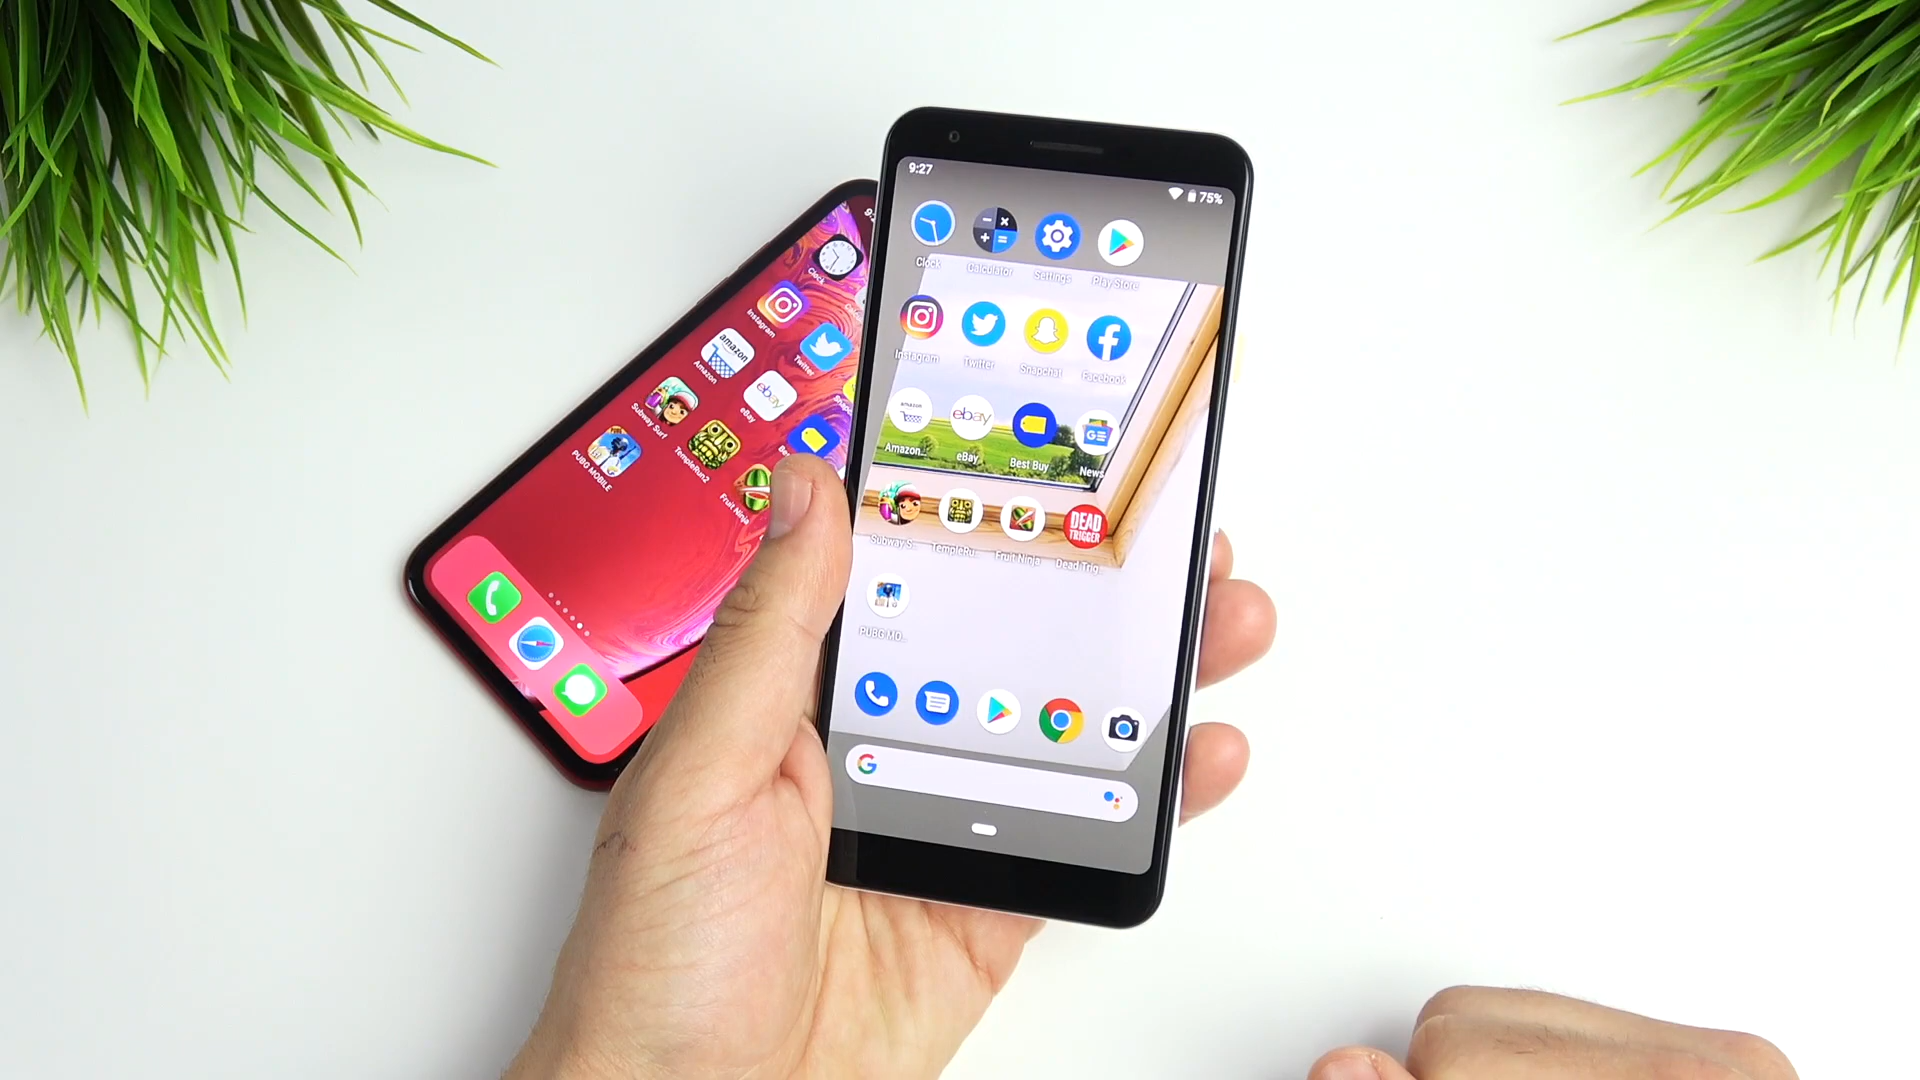 9:27
75%
Clock
Calculator
Settings
Play Store
Instagram
Twitter
Snapchat
Facebook
amazon
Amazon..
ebay
eBay
Best Buy
News
Subway S..
TempleRu..
Fruit Ninja
DEAD
TRIGGER
Dead Trig..
PUBG MO..
Clock
Instagram
Twitter
amazon
Amazon
ebay
eBay
Subway Surf
TempleRun2
Fruit Ninja
PUBG MOBILE